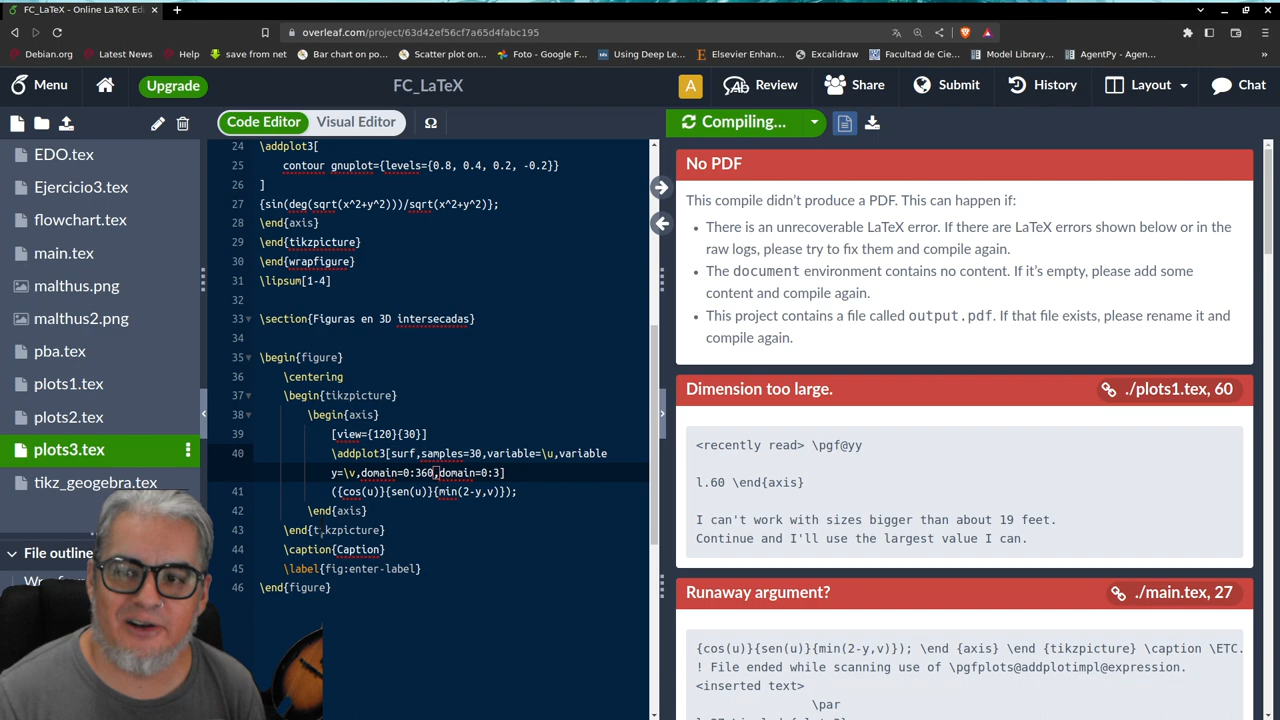 FC_LaTeX - Online LaTeX Edi
overleaf.com/project/63d42ef56cf7a65d4fabc195
Debian.org
Latest News
Help
save from net
Bar chart on po...
Scatter plot on...
Foto - Google F...
Using Deep Le...
Elsevier Enhan...
Excalidraw
Facultad de Cie...
Model Library...
AgentPy - Agen...
Menu
Upgrade
FC_LaTeX
A
Review
Share
Submit
History
Layout
Chat
Code Editor
Visual Editor
Ω
Compiling...
EDO.tex
Ejercicio3.tex
flowchart.tex
main.tex
malthus.png
malthus2.png
pba.tex
plots1.tex
plots2.tex
plots3.tex
tikz_geogebra.tex
File outline
24 \addplot3[
25 contour gnuplot={levels={0.8, 0.4, 0.2, -0.2}}
26 ]
27 {sin(deg(sqrt(x^2+y^2)))/sqrt(x^2+y^2)};
28 \end{axis}
29 \end{tikzpicture}
30 \end{wrapfigure}
31 \lipsum[1-4]
32
33 \section{Figuras en 3D intersecadas}
34
35 \begin{figure}
36 \centering
37 \begin{tikzpicture}
38 \begin{axis}
39 [view={120}{30}]
40 \addplot3[surf,samples=30,variable=\u,variable
y=\v,domain=0:360,domain=0:3]
41 ({cos(u)}{sen(u)}{min(2-y,v)});
42 \end{axis}
43 \end{tikzpicture}
44 \caption{Caption}
45 \label{fig:enter-label}
46 \end{figure}
No PDF
This compile didn’t produce a PDF. This can happen if:
• There is an unrecoverable LaTeX error. If there are LaTeX errors shown below or in the
raw logs, please try to fix them and compile again.
• The document environment contains no content. If it’s empty, please add some
content and compile again.
• This project contains a file called output.pdf. If that file exists, please rename it and
compile again.
Dimension too large.
./plots1.tex, 60
<recently read> \pgf@yy
l.60 \end{axis}
I can't work with sizes bigger than about 19 feet.
Continue and I'll use the largest value I can.
Runaway argument?
./main.tex, 27
{cos(u)}{sen(u)}{min(2-y,v)}); \end {axis} \end {tikzpicture} \caption \ETC.
! File ended while scanning use of \pgfplots@addplotimpl@expression.
<inserted text>
\par